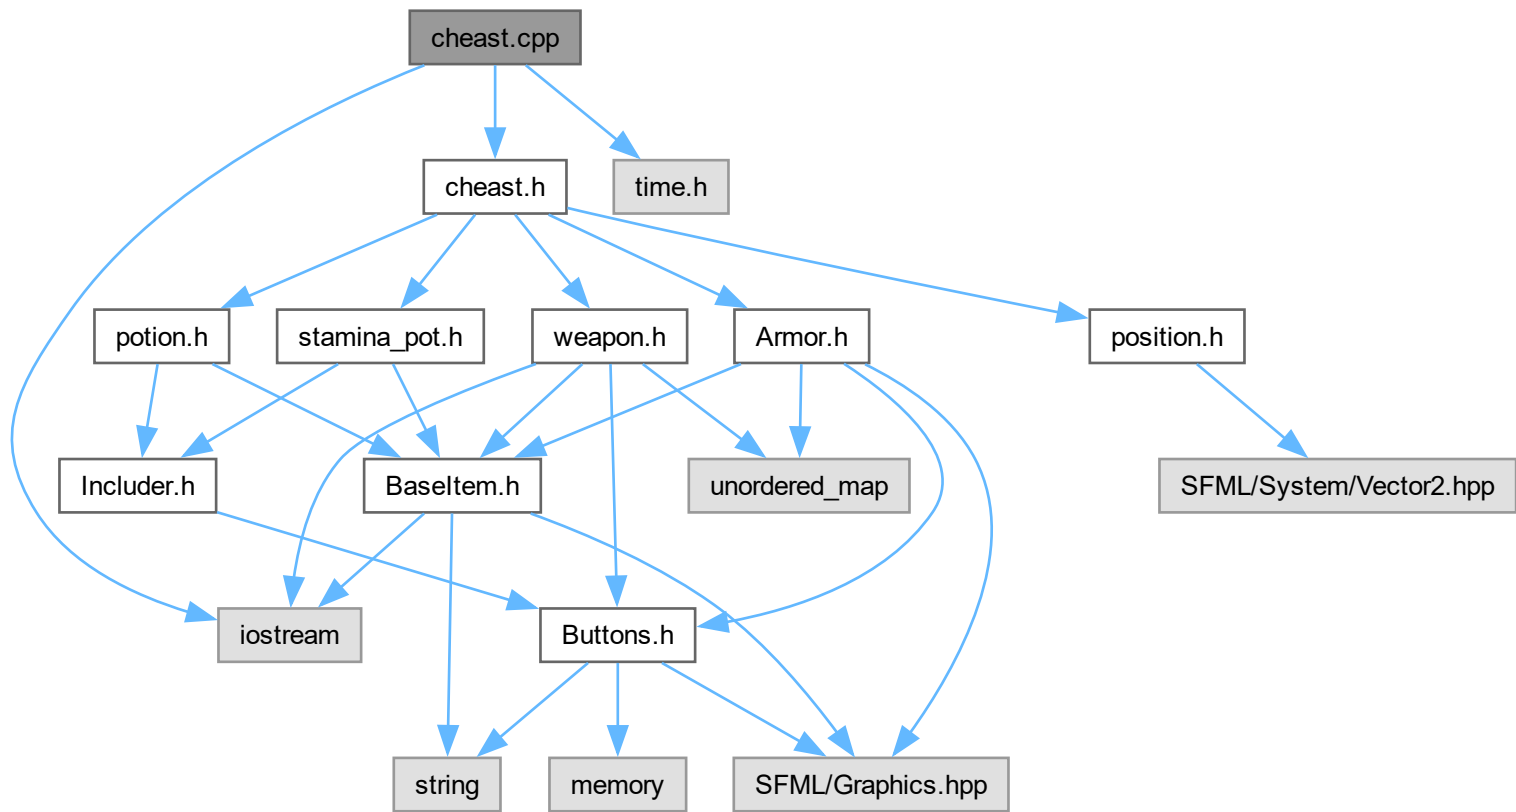 cheast.cpp
cheast.h
time.h
potion.h
stamina_pot.h
weapon.h
Armor.h
position.h
Includer.h
BaseItem.h
unordered_map
SFML/System/Vector2.hpp
iostream
Buttons.h
string
memory
SFML/Graphics.hpp